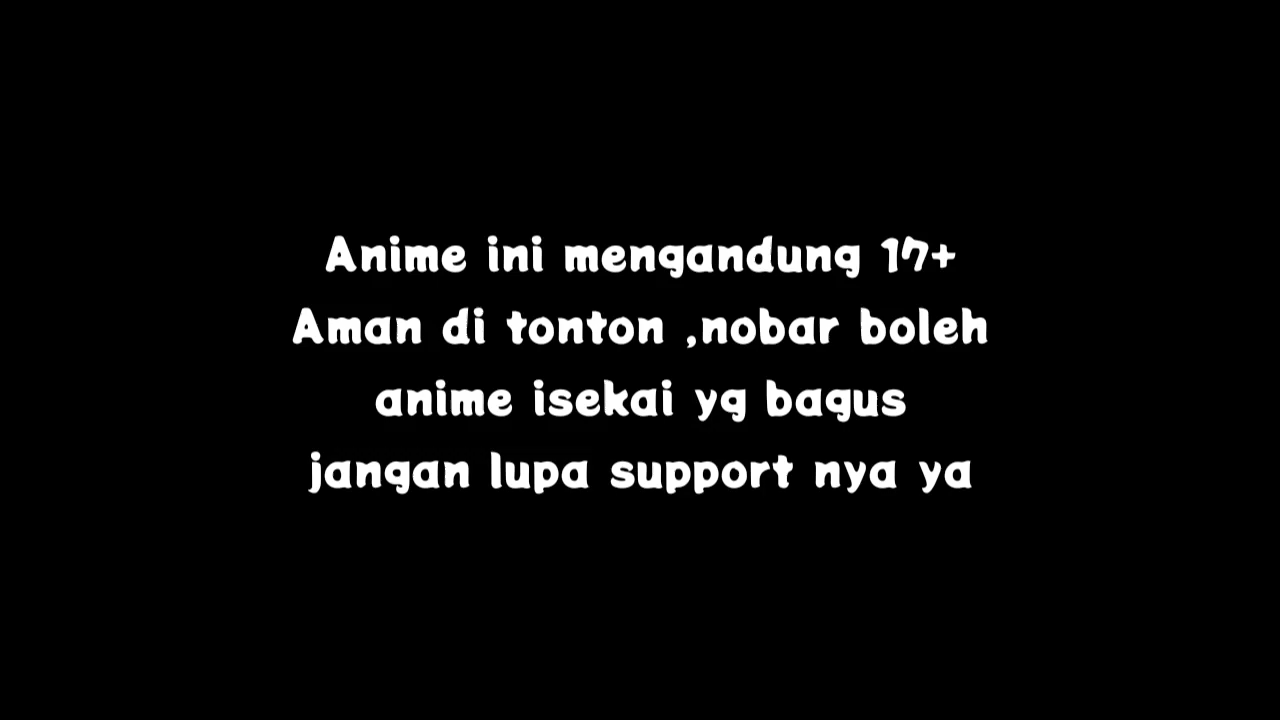 Anime ini mengandung 17+
Aman di tonton ,nobar boleh
anime isekai yg bagus
jangan lupa support nya ya